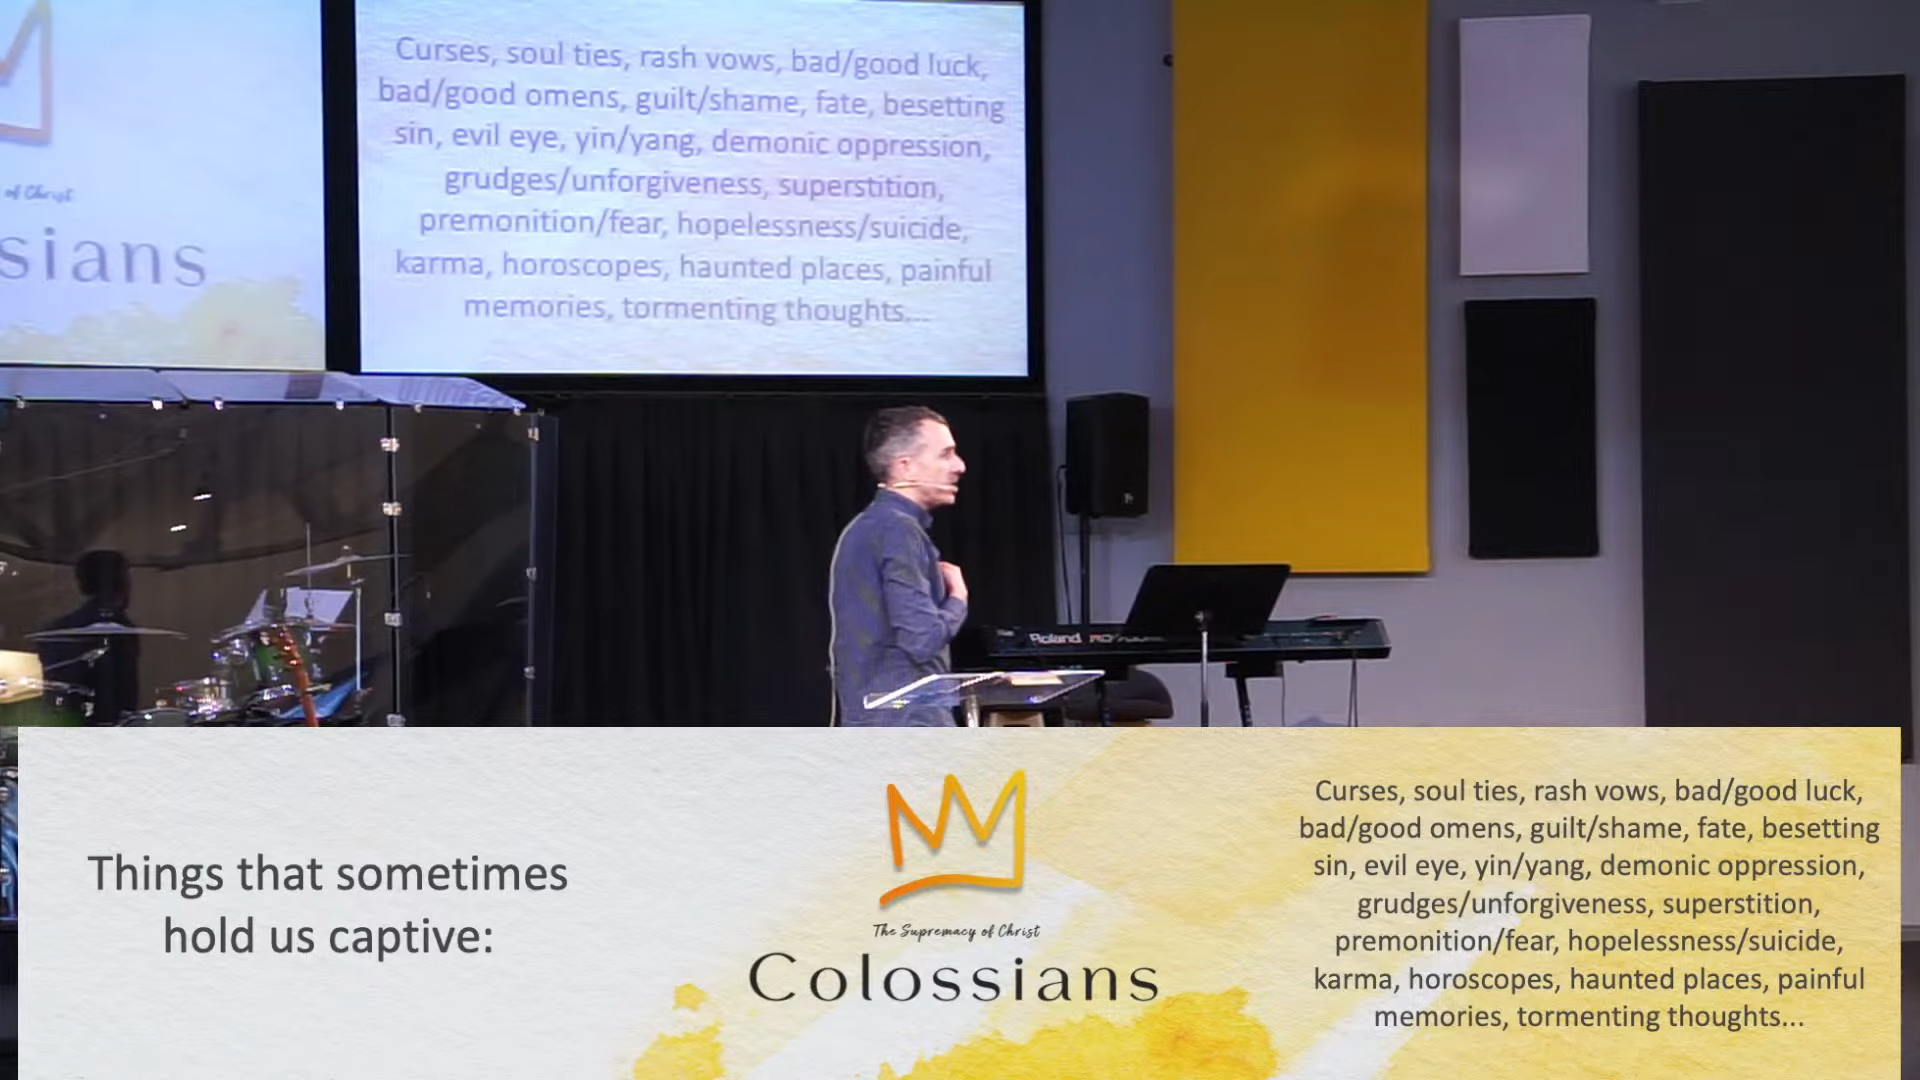 Curses, soul ties, rash vows, bad/good luck,
bad/good omens, guilt/shame, fate, besetting
sin, evil eye, yin/yang, demonic oppression,
grudges/unforgiveness, superstition,
premonition/fear, hopelessness/suicide,
karma, horoscopes, haunted places, painful
memories, tormenting thoughts...
of Christ
sians
Roland
Things that sometimes
hold us captive:
The Supremacy of Christ
Colossians
Curses, soul ties, rash vows, bad/good luck,
bad/good omens, guilt/shame, fate, besetting
sin, evil eye, yin/yang, demonic oppression,
grudges/unforgiveness, superstition,
premonition/fear, hopelessness/suicide,
karma, horoscopes, haunted places, painful
memories, tormenting thoughts...